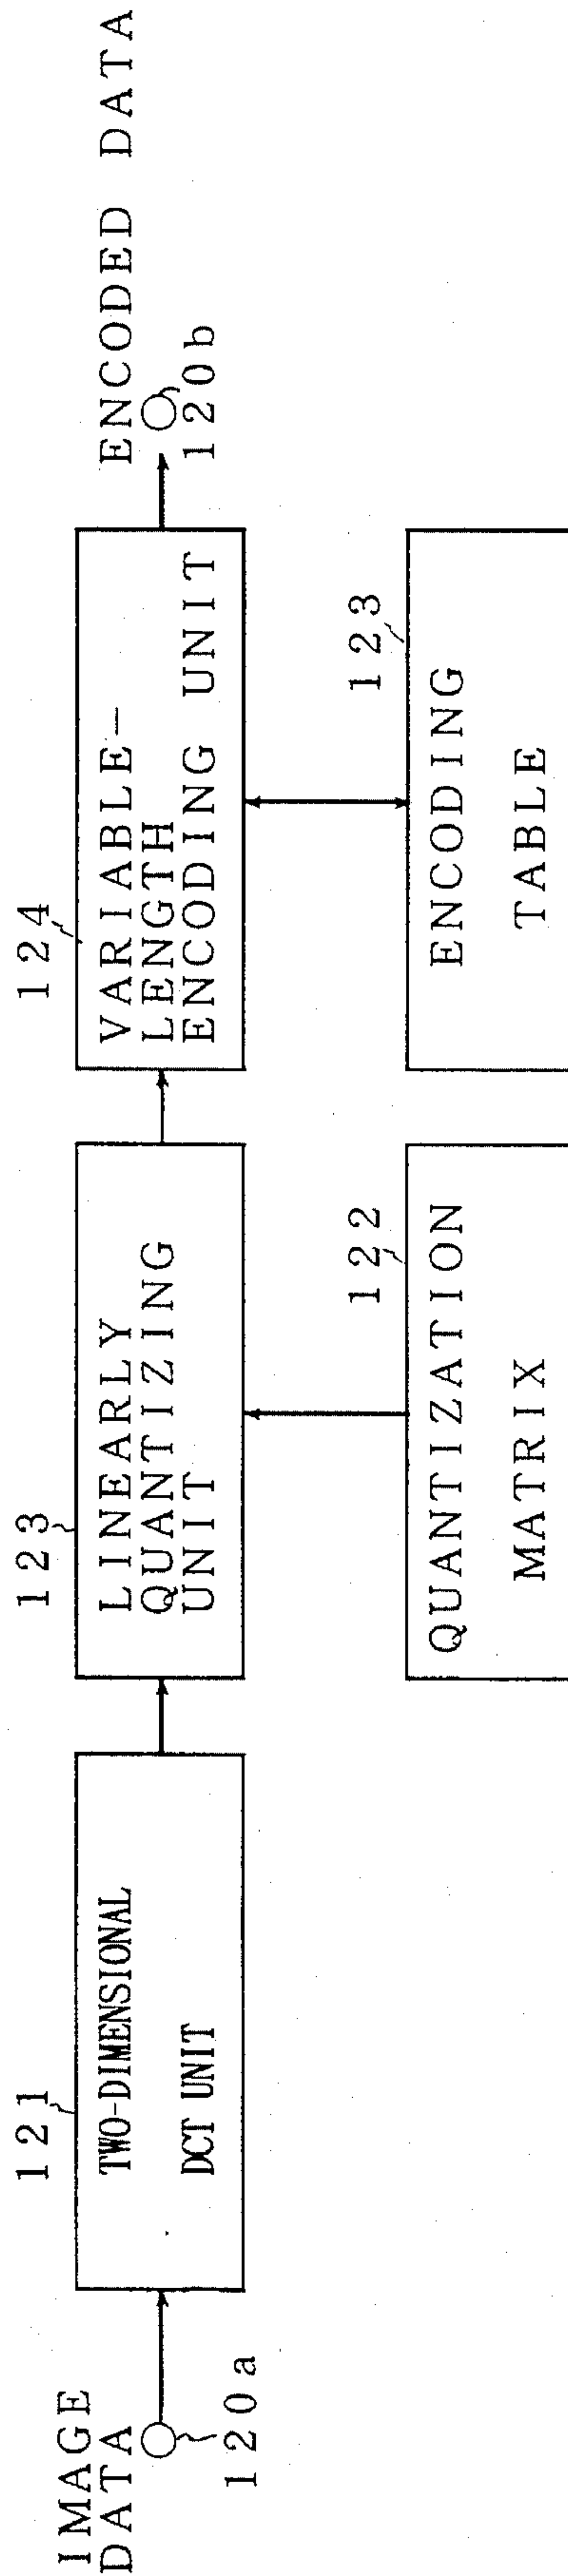 IMAGE
DATA
120a
121
TWO-DIMENSIONAL
DCT UNIT
123
LINEARLY
QUANTIZING
UNIT
122
QUANTIZATION
MATRIX
124
VARIABLE-
LENGTH
ENCODING UNIT
123
ENCODING
TABLE
ENCODED DATA
120b